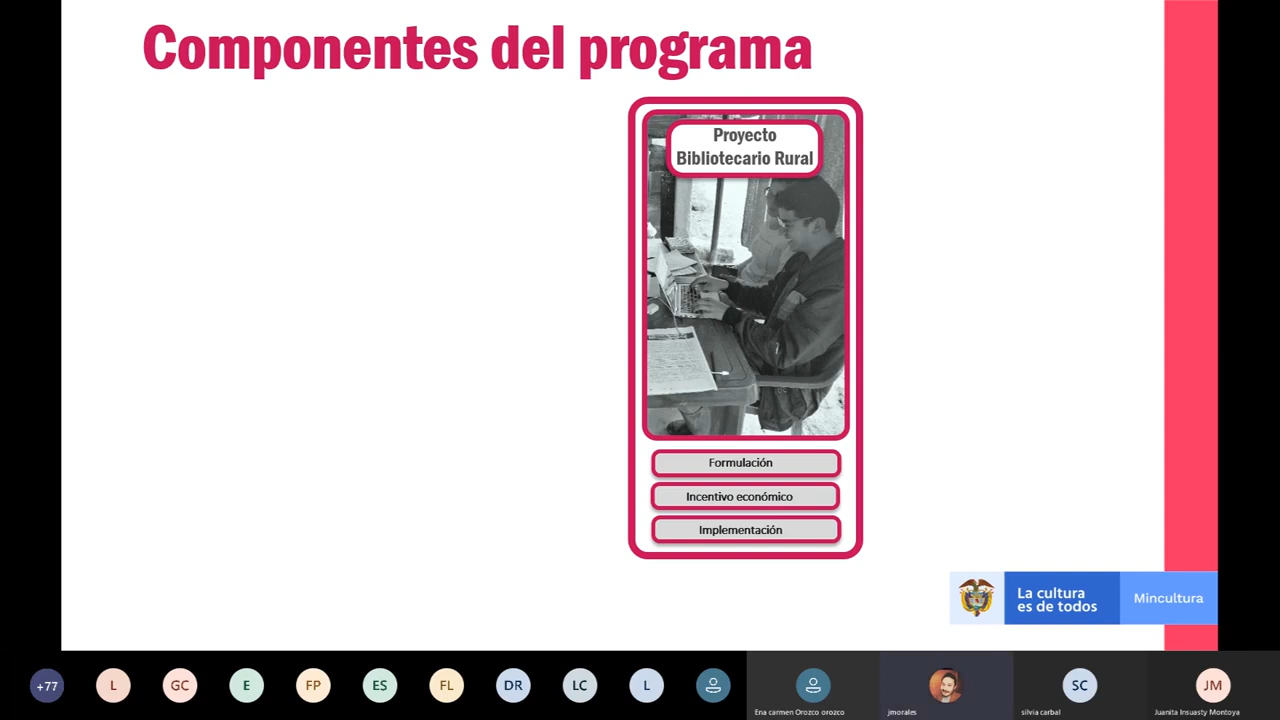 Componentes del programa
Proyecto
Bibliotecario Rural
Formulación
Incentivo económico
Implementación
La cultura
es de todos
Mincultura
+77
L
GC
E
FP
ES
FL
DR
LC
L
SC
JM
Ena carmen Orozco orozco
jmorales
silvia carbal
Juanita Insuasty Montoya